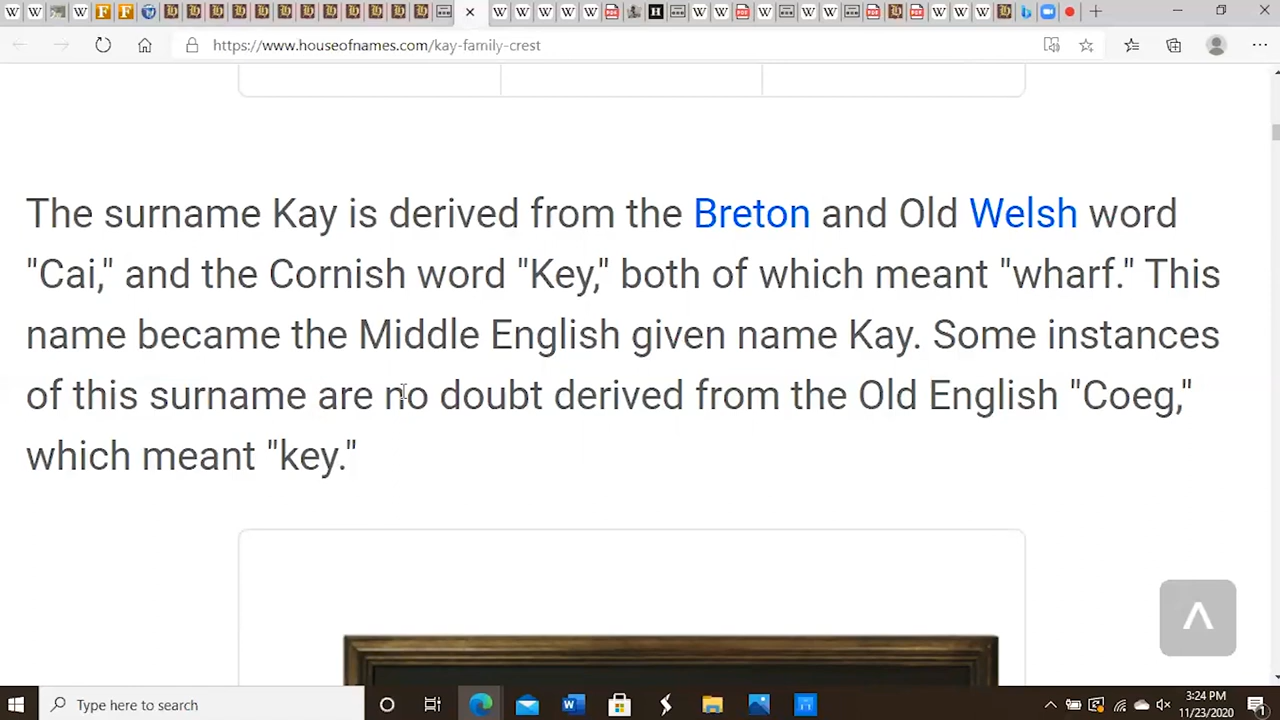 https://www.houseofnames.com/kay-family-crest
The surname Kay is derived from the Breton and Old Welsh word
"Cai," and the Cornish word "Key," both of which meant "wharf." This
name became the Middle English given name Kay. Some instances
of this surname are no doubt derived from the Old English "Coeg,"
which meant "key."
^
Type here to search
3:24 PM
11/23/2020